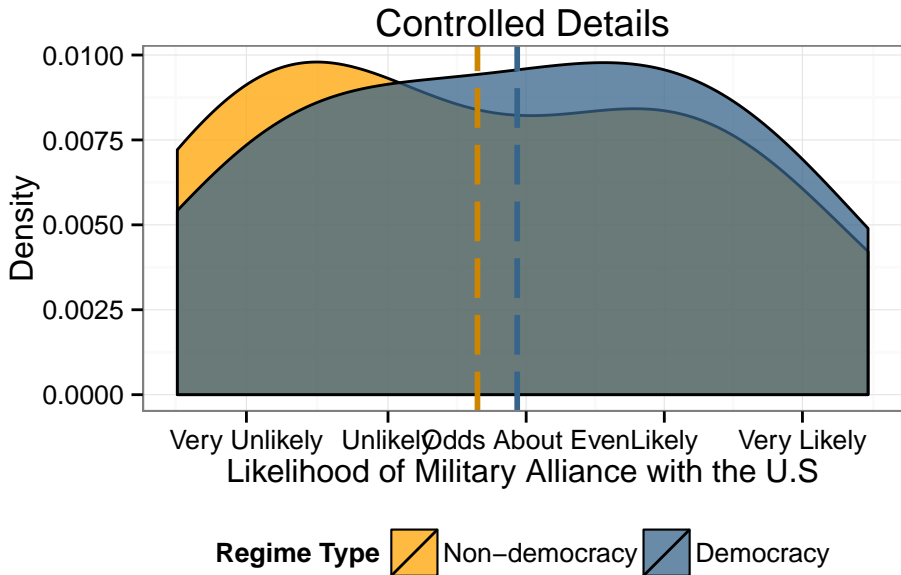 Controlled Details
0.0100
0.0075
0.0050
0.0025
0.0000
Density
Very Unlikely Unlikely Odds About Even Likely Very Likely
Likelihood of Military Alliance with the U.S
Regime Type Non−democracy Democracy